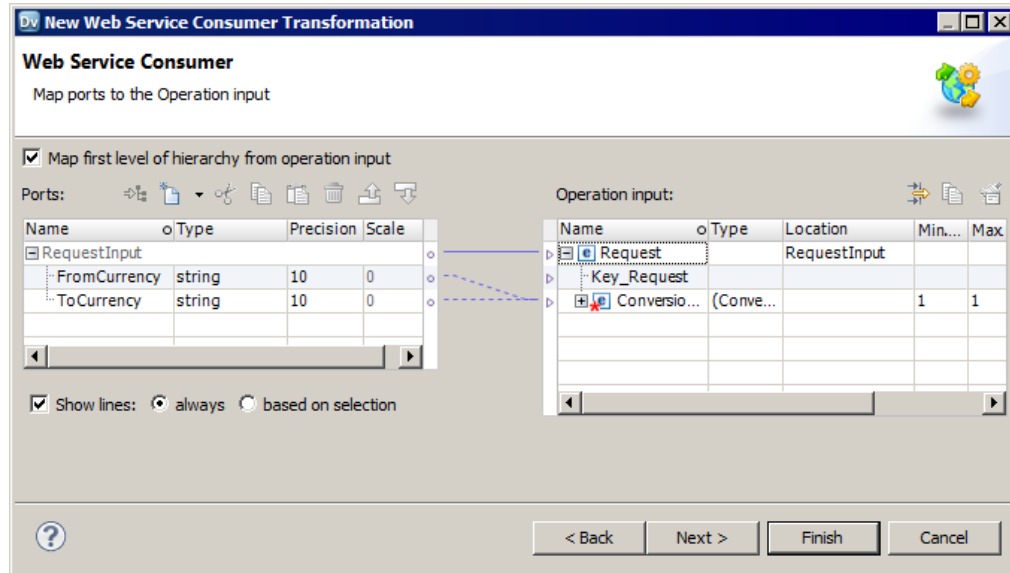 Dv New Web Service Consumer Transformation
Web Service Consumer
Map ports to the Operation input
Map first level of hierarchy from operation input
Ports:
Operation input:
Name Type Precision Scale
RequestInput
FromCurrency string 10 0
ToCurrency string 10 0
Name Type Location Min.... Max
Request RequestInput
Key_Request
Conversio... (Conve... 1 1
Show lines: always based on selection
? < Back Next > Finish Cancel